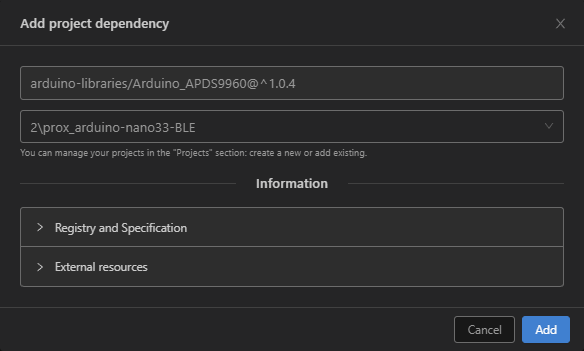 Add project dependency
arduino-libraries/Arduino_APDS9960@^1.0.4
2\prox_arduino-nano33-BLE
You can manage your projects in the "Projects" section: create a new or add existing.
Information
Registry and Specification
External resources
Cancel
Add